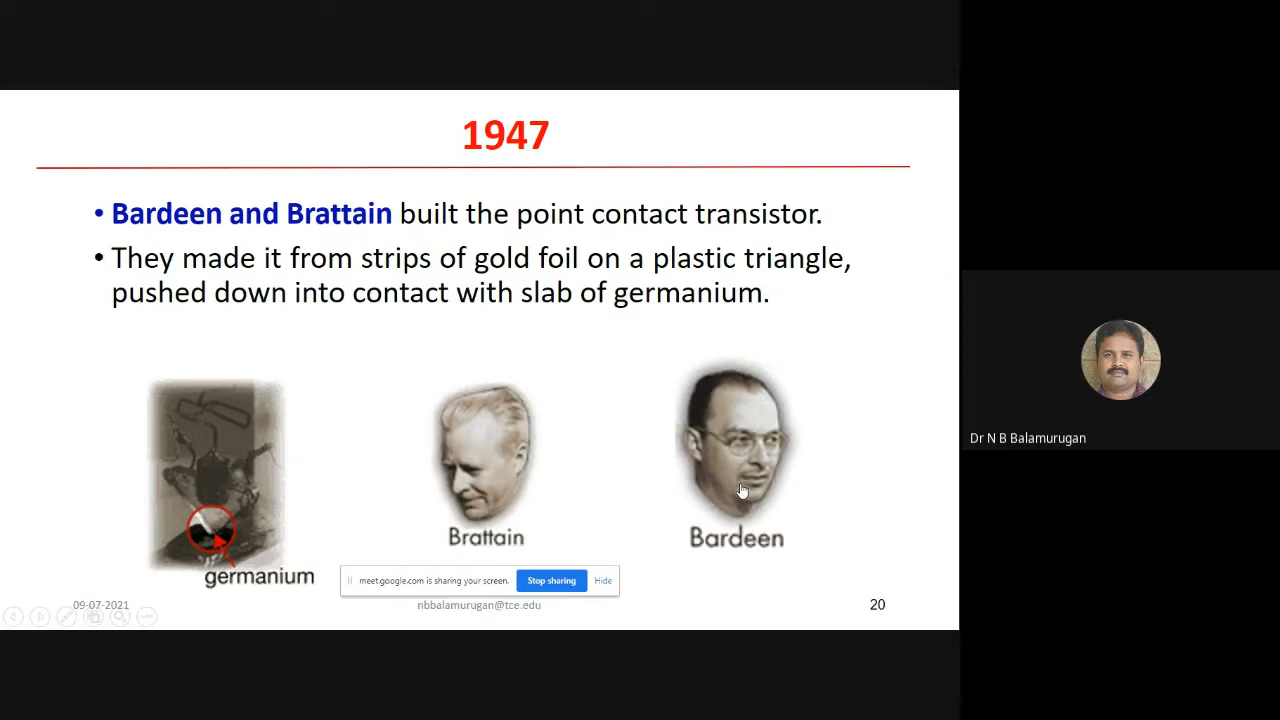 1947
• Bardeen and Brattain built the point contact transistor.
• They made it from strips of gold foil on a plastic triangle,
pushed down into contact with slab of germanium.
Brattain
Bardeen
germanium
meet.google.com is sharing your screen.
Stop sharing
Hide
09-07-2021
nbbalamurugan@tce.edu
20
Dr N B Balamurugan